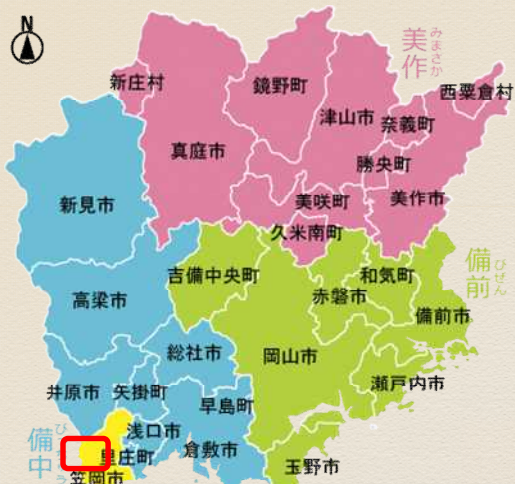 N
美作
みまさか
西粟倉村
新庄村
鏡野町
津山市
奈義町
真庭市
勝央町
新見市
美咲町
美作市
久米南町
吉備中央町
和気町
備前
びぜん
高梁市
赤磐市
備前市
総社市
岡山市
瀬戸内市
井原市
矢掛町
早島町
浅口市
備中
倉敷市
里庄町
玉野市
笠岡市